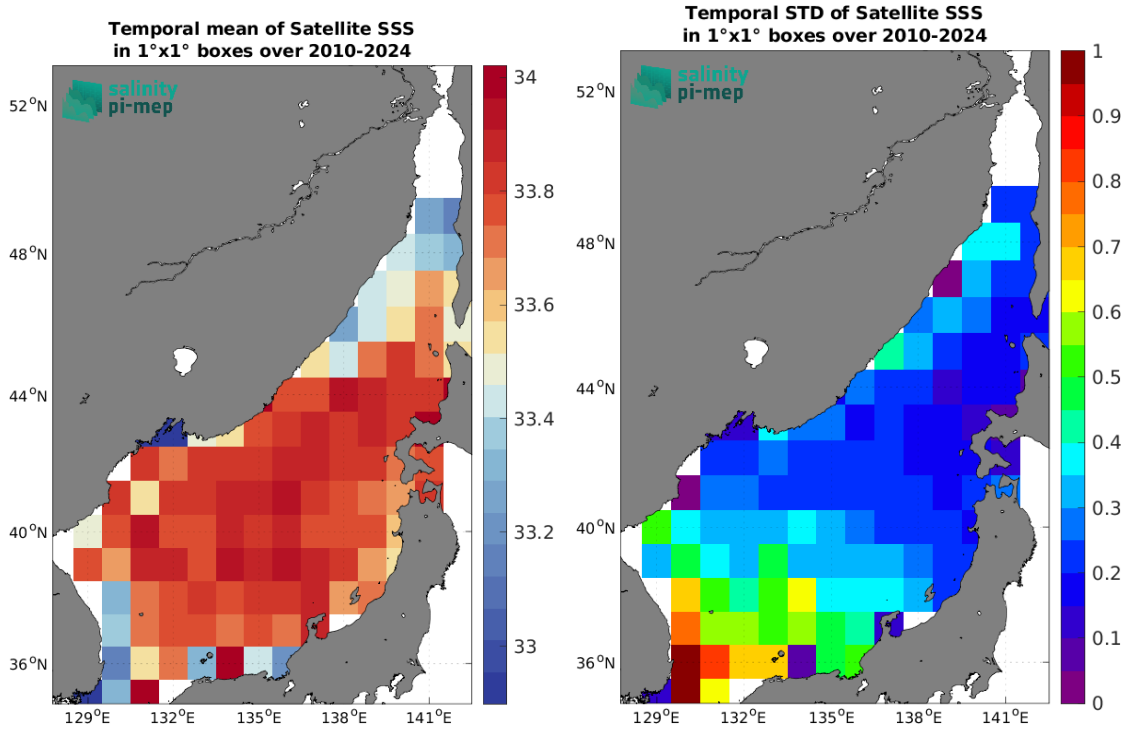 Temporal mean of Satellite SSS
in 1°x1° boxes over 2010-2024
salinity
pi-mep
52°N
48°N
44°N
40°N
36°N
129°E
132°E
135°E
138°E
141°E
34
33.8
33.6
33.4
33.2
33
Temporal STD of Satellite SSS
in 1°x1° boxes over 2010-2024
salinity
pi-mep
52°N
48°N
44°N
40°N
36°N
129°E
132°E
135°E
138°E
141°E
1
0.9
0.8
0.7
0.6
0.5
0.4
0.3
0.2
0.1
0